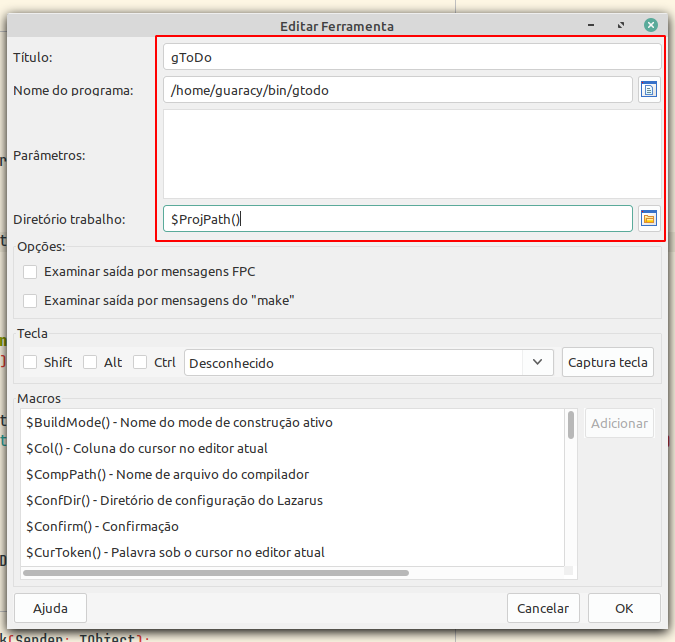 Editar Ferramenta
Título: gToDo
Nome do programa: /home/guaracy/bin/gtodo
Parâmetros:
Diretório trabalho: $ProjPath()
Opções:
Examinar saída por mensagens FPC
Examinar saída por mensagens do "make"
Tecla
Shift Alt Ctrl Desconhecido Captura tecla
Macros
$BuildMode() - Nome do mode de construção ativo
Adicionar
$Col() - Coluna do cursor no editor atual
$CompPath() - Nome de arquivo do compilador
$ConfDir() - Diretório de configuração do Lazarus
$Confirm() - Confirmação
$CurToken() - Palavra sob o cursor no editor atual
Ajuda Cancelar OK
k(Sender: TObject);